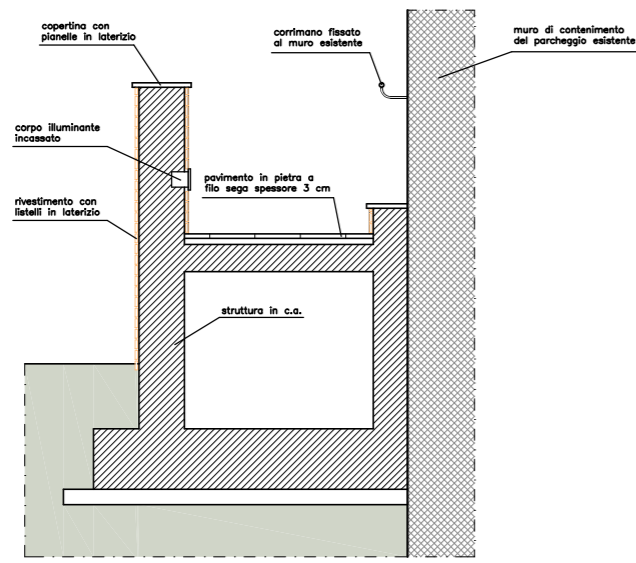 copertina con
pianelle in laterizio
corrimano fissato
al muro esistente
muro di contenimento
del parcheggio esistente
corpo illuminante
incassato
pavimento in pietra a
filo sega spessore 3 cm
rivestimento con
listelli in laterizio
struttura in c.a.